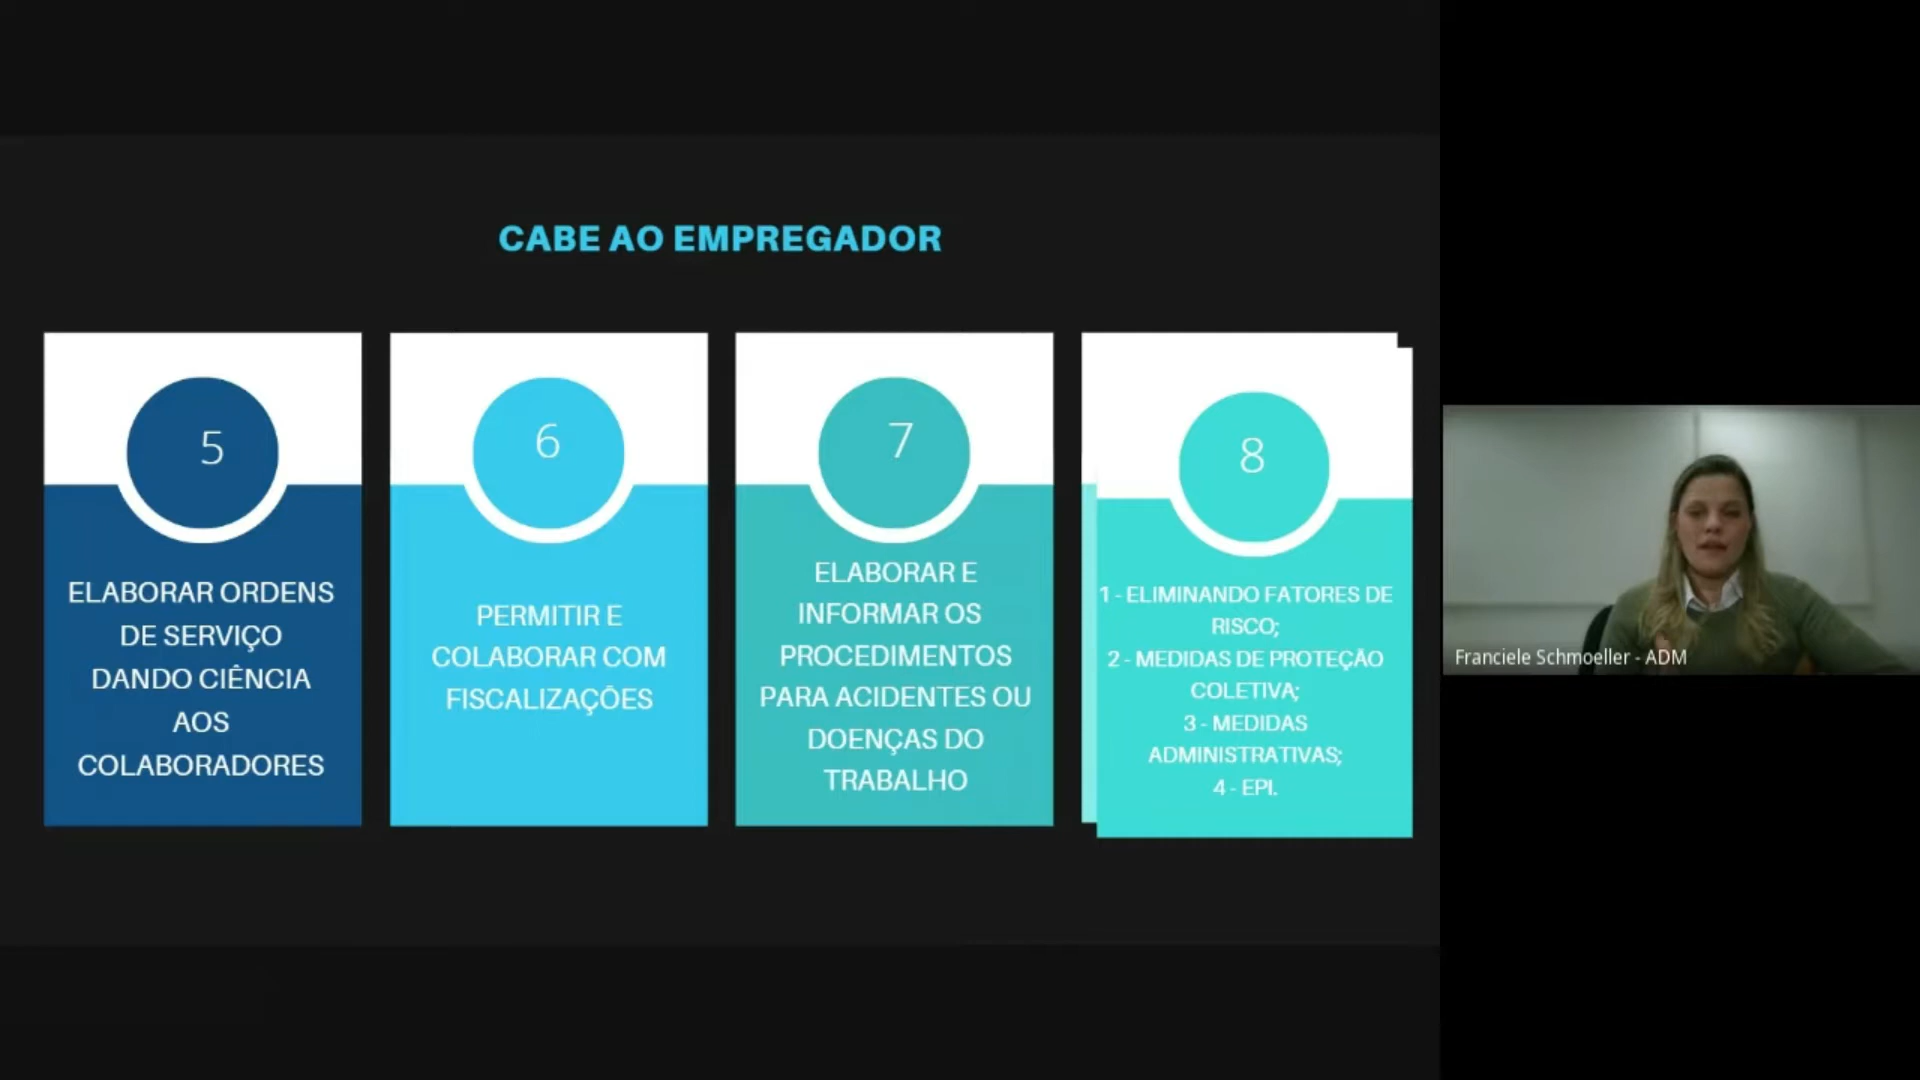 CABE AO EMPREGADOR
5
ELABORAR ORDENS
DE SERVIÇO
DANDO CIÊNCIA
AOS
COLABORADORES
6
PERMITIR E
COLABORAR COM
FISCALIZAÇÕES
7
ELABORAR E
INFORMAR OS
PROCEDIMENTOS
PARA ACIDENTES OU
DOENÇAS DO
TRABALHO
8
1 - ELIMINANDO FATORES DE
RISCO;
2 - MEDIDAS DE PROTEÇÃO
COLETIVA;
3 - MEDIDAS
ADMINISTRATIVAS;
4 - EPI.
Franciele Schmoeller - ADM